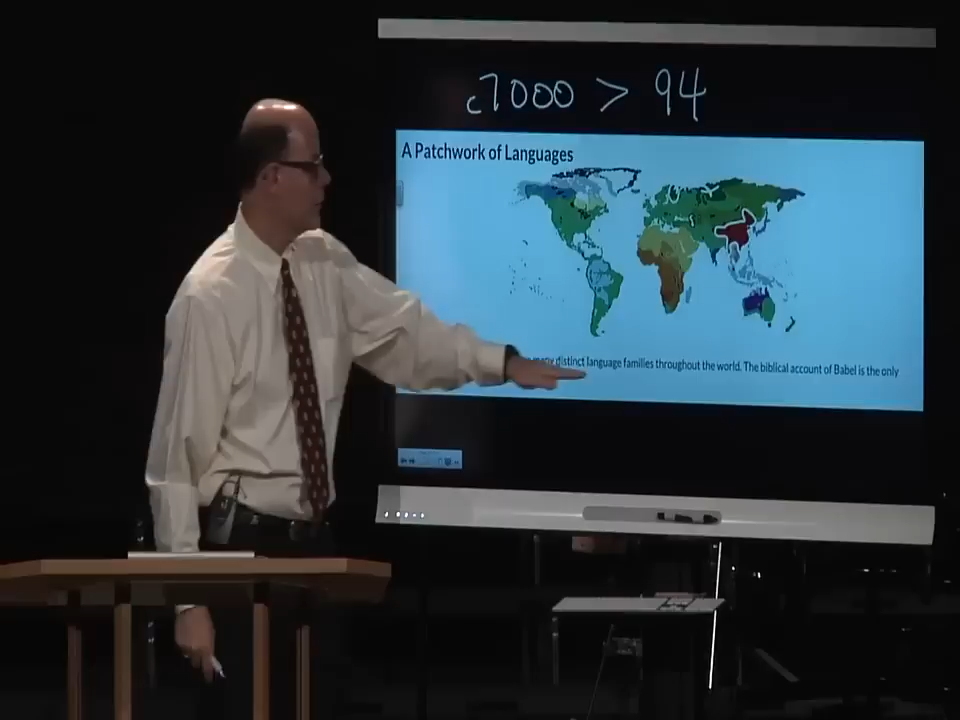 c7000 > 94
A Patchwork of Languages
many distinct language families throughout the world. The biblical account of Babel is the only